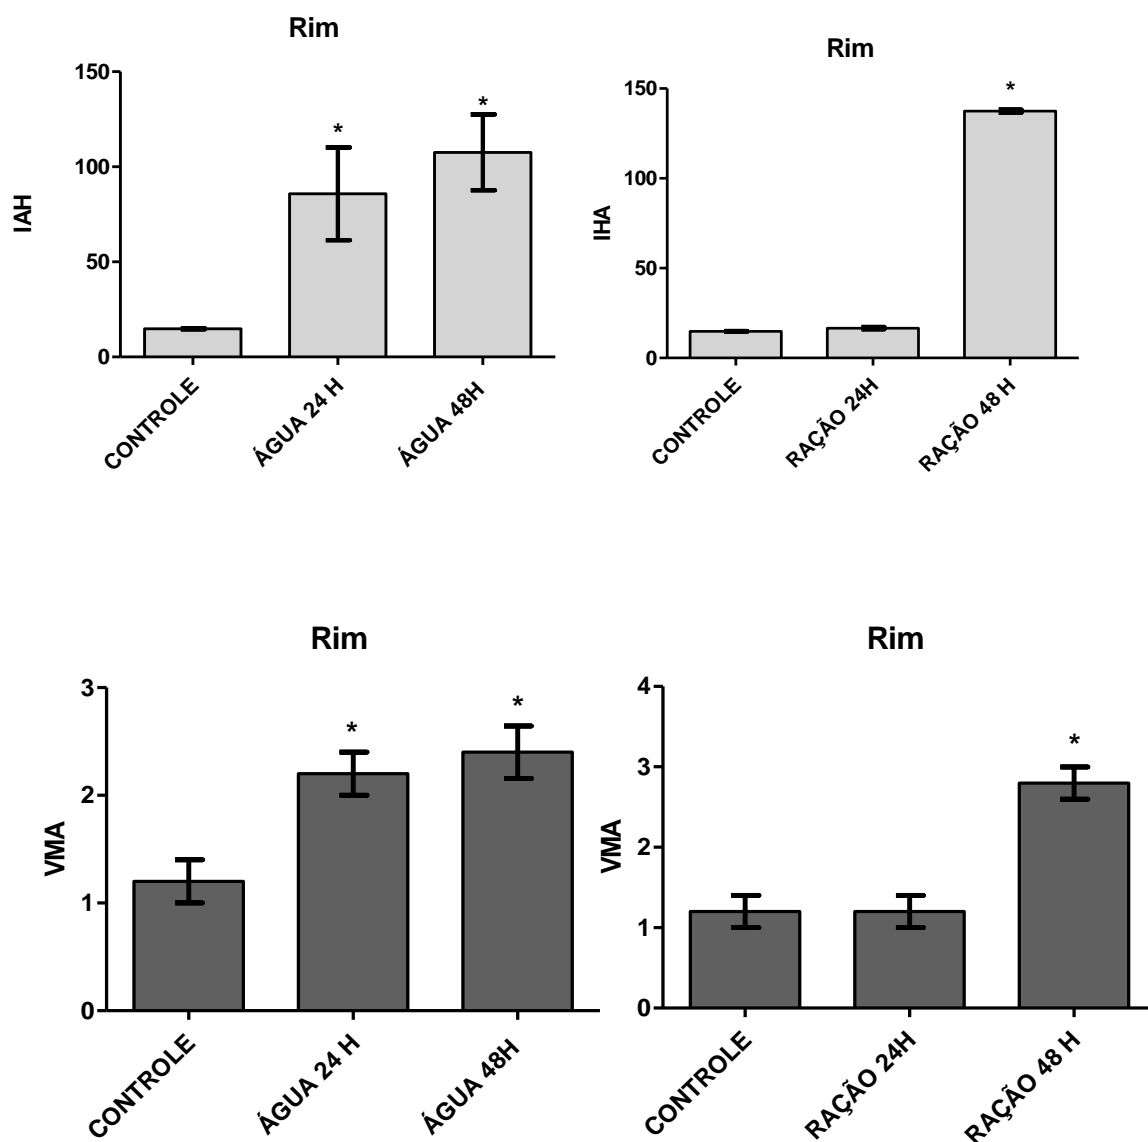 Rim
150
*
*
100
IAH
50
0
CONTROLE
ÁGUA 24 H
ÁGUA 48H
Rim
150
*
100
IHA
50
0
CONTROLE
RAÇÃO 24H
RAÇÃO 48 H
Rim
3
*
*
2
VMA
1
0
CONTROLE
ÁGUA 24 H
ÁGUA 48H
Rim
4
*
3
2
VMA
1
0
CONTROLE
RAÇÃO 24H
RAÇÃO 48 H